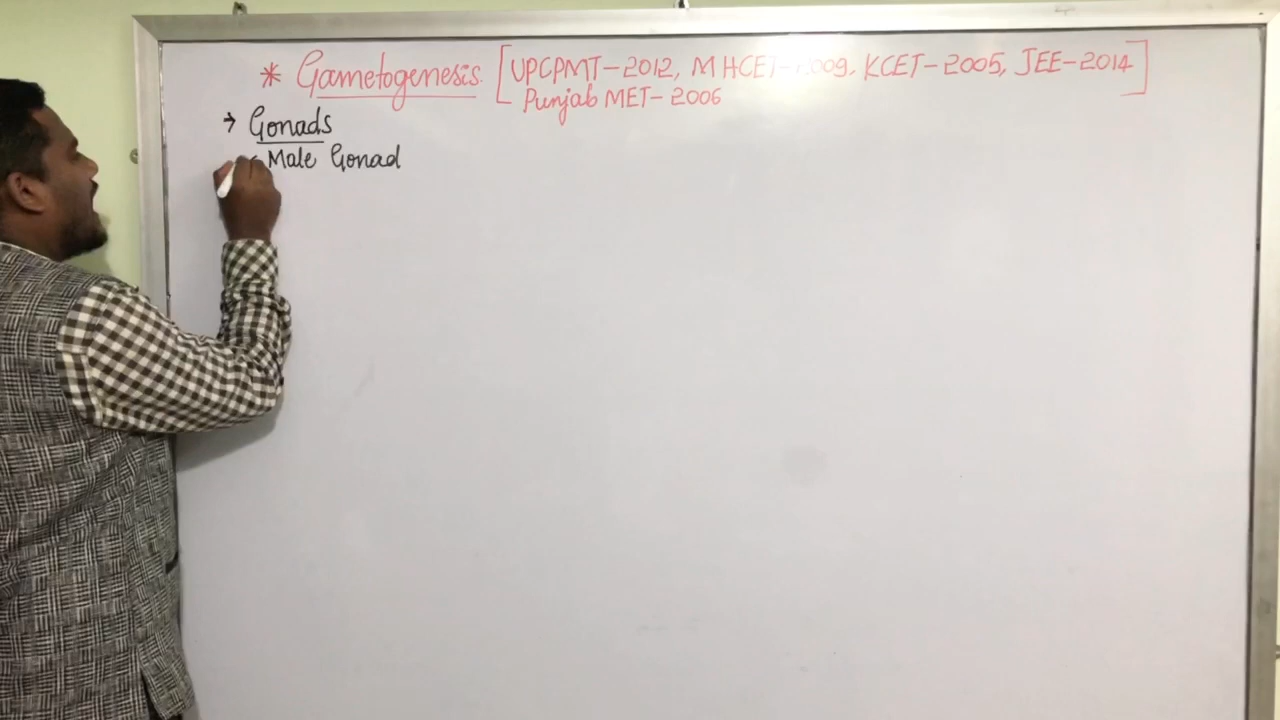 * Gametogenesis. [UPCPMT-2012, MHCET-2009, KCET-2005, JEE-2014]
Punjab MET-2006
→ Gonads
Male Gonad